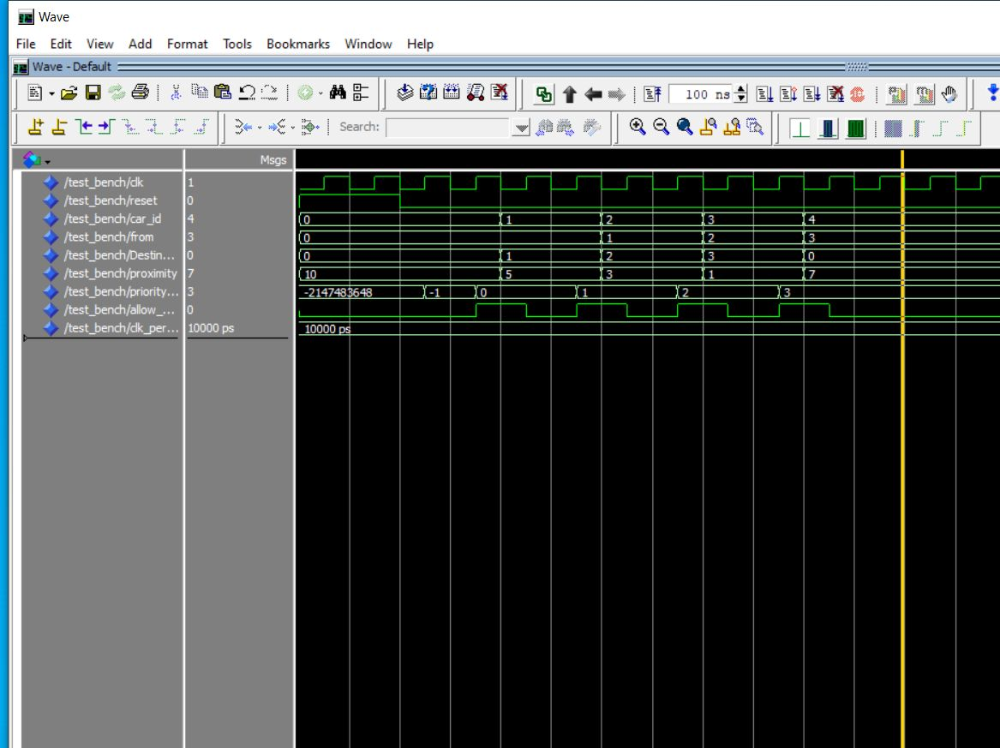 Wave
File Edit View Add Format Tools Bookmarks Window Help
Wave - Default
100 ns
Search:
Msgs
/test_bench/clk 1
/test_bench/reset 0
/test_bench/car_id 4 0 1 2 3 4
/test_bench/from 3 0 1 2 3
/test_bench/Destin... 0 0 1 2 3 0
/test_bench/proximity 7 10 5 3 1 7
/test_bench/priority... 3 -2147483648 -1 0 1 2 3
/test_bench/allow_... 0
/test_bench/clk_per... 10000 ps 10000 ps